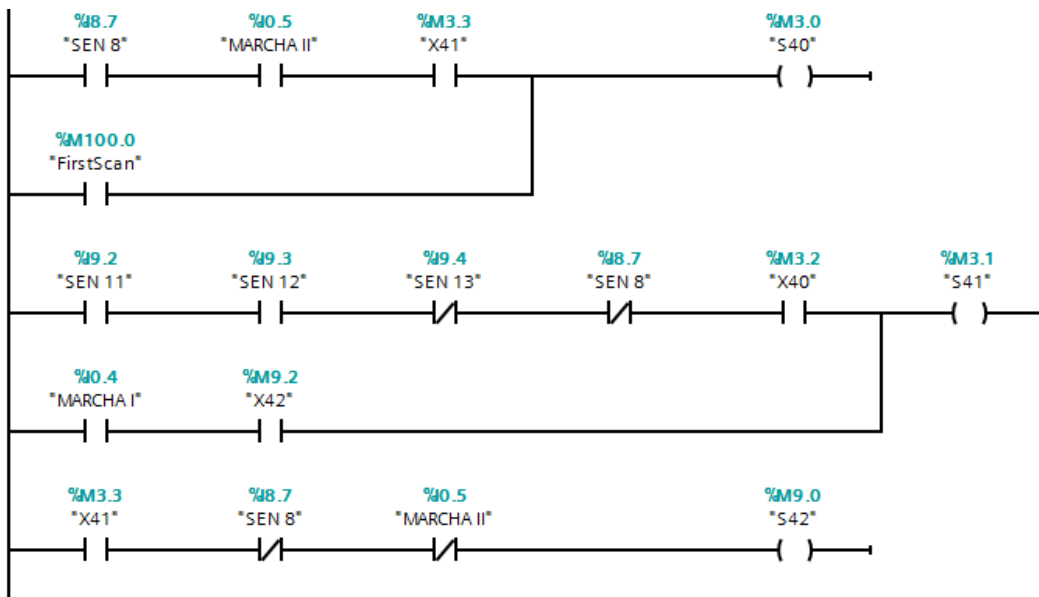 %I8.7 %I0.5 %M3.3 %M3.0
"SEN 8" "MARCHA II" "X41" "S40"
%M100.0
"FirstScan"
%I9.2 %I9.3 %I9.4 %I8.7 %M3.2 %M3.1
"SEN 11" "SEN 12" "SEN 13" "SEN 8" "X40" "S41"
%I0.4 %M9.2
"MARCHA I" "X42"
%M3.3 %I8.7 %I0.5 %M9.0
"X41" "SEN 8" "MARCHA II" "S42"